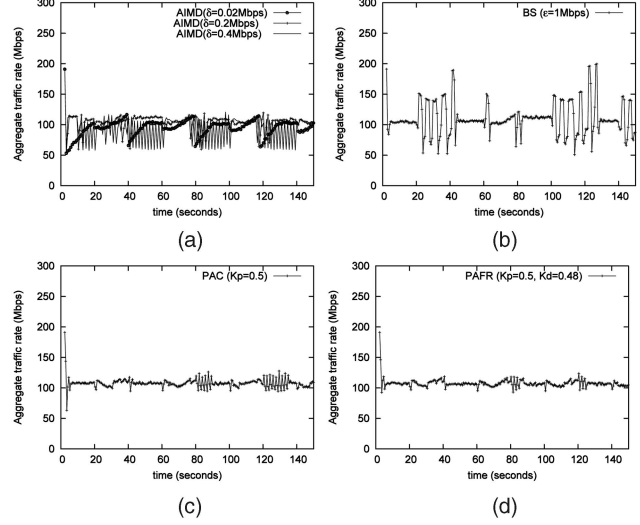 AIMD(δ=0.02Mbps)
AIMD(δ=0.2Mbps)
AIMD(δ=0.4Mbps)
Aggregate traffic rate (Mbps)
300
250
200
150
100
50
0
0 20 40 60 80 100 120 140
time (seconds)
(a)
BS (ε=1Mbps)
Aggregate traffic rate (Mbps)
300
250
200
150
100
50
0
0 20 40 60 80 100 120 140
time (seconds)
(b)
PAC (Kp=0.5)
Aggregate traffic rate (Mbps)
300
250
200
150
100
50
0
0 20 40 60 80 100 120 140
time (seconds)
(c)
PAFR (Kp=0.5, Kd=0.48)
Aggregate traffic rate (Mbps)
300
250
200
150
100
50
0
0 20 40 60 80 100 120 140
time (seconds)
(d)